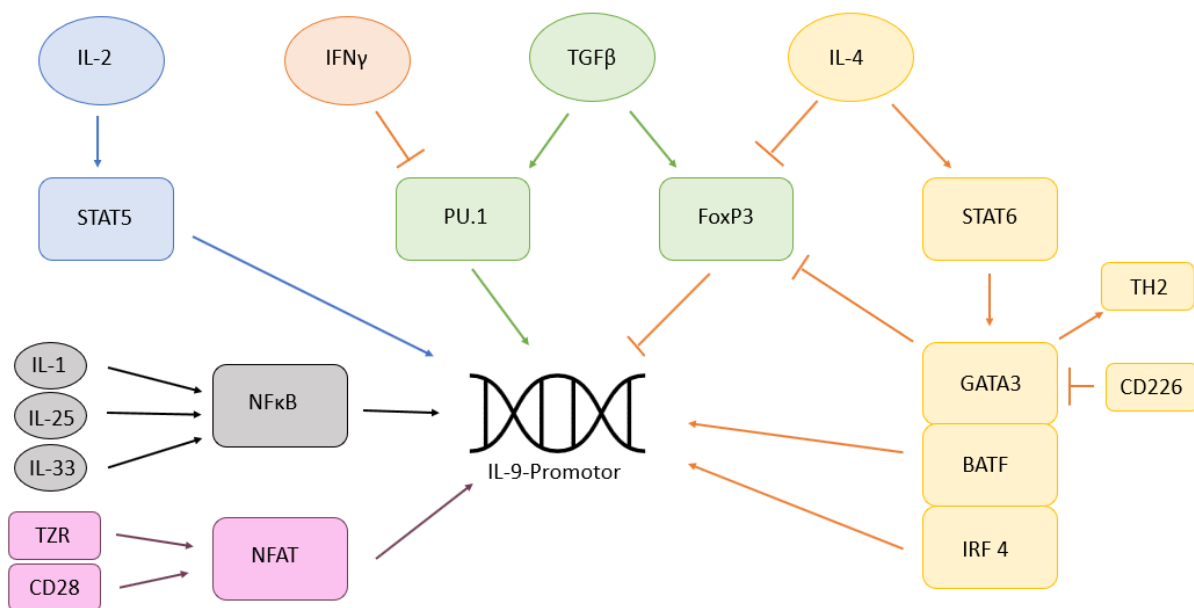 IL-2
IFNγ
TGFβ
IL-4
STAT5
PU.1
FoxP3
STAT6
TH2
IL-1
IL-25
IL-33
NFκB
GATA3
CD226
BATF
IL-9-Promotor
TZR
CD28
NFAT
IRF 4